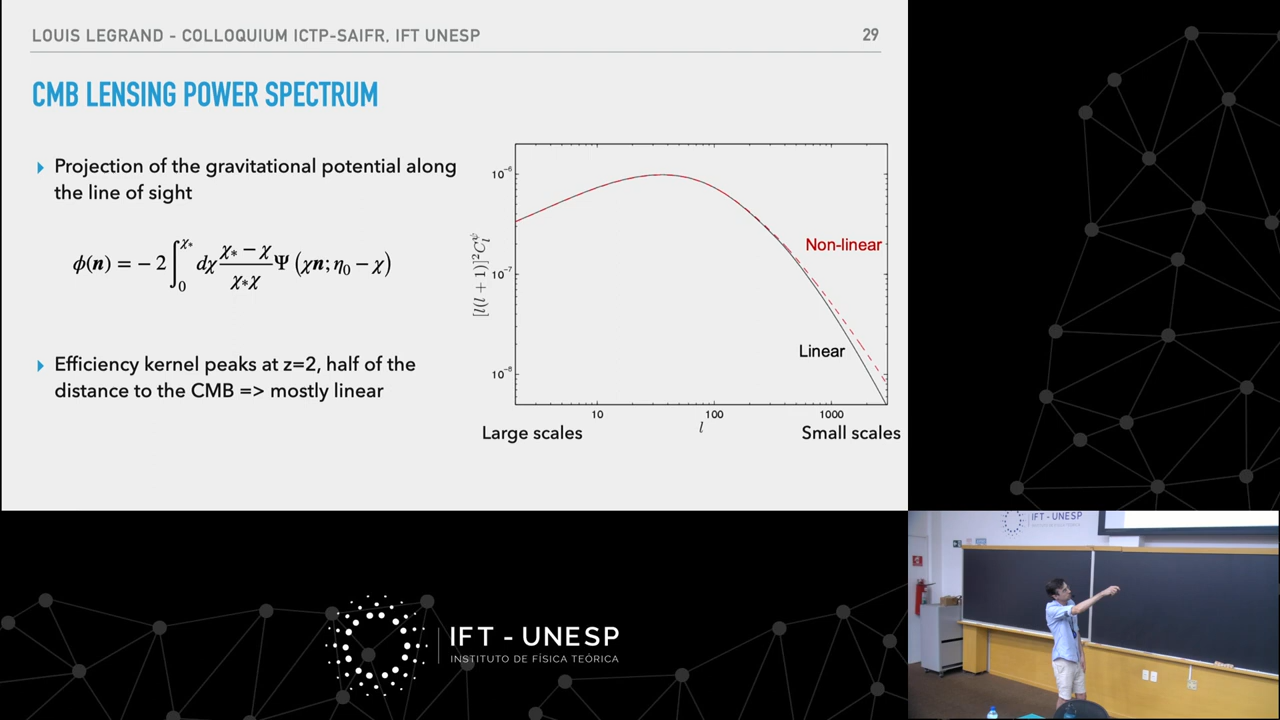 LOUIS LEGRAND - COLLOQUIUM ICTP-SAIFR, IFT UNESP
29
CMB LENSING POWER SPECTRUM
Projection of the gravitational potential along
the line of sight
ϕ(n) = − 2 ∫₀^χ* dχ (χ* − χ)/(χ*χ) Ψ (χn; η₀ − χ)
Efficiency kernel peaks at z=2, half of the
distance to the CMB => mostly linear
10⁻⁶
10⁻⁷
10⁻⁸
[l(l + 1)]²C_l^ψ
Non-linear
Linear
10
100
1000
l
Large scales
Small scales
IFT - UNESP
INSTITUTO DE FÍSICA TEÓRICA
IFT - UNESP